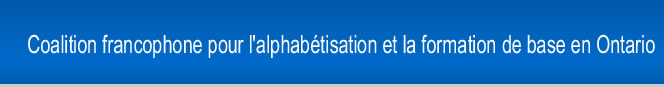 Coalition francophone pour l'alphabétisation et la formation de base en Ontario